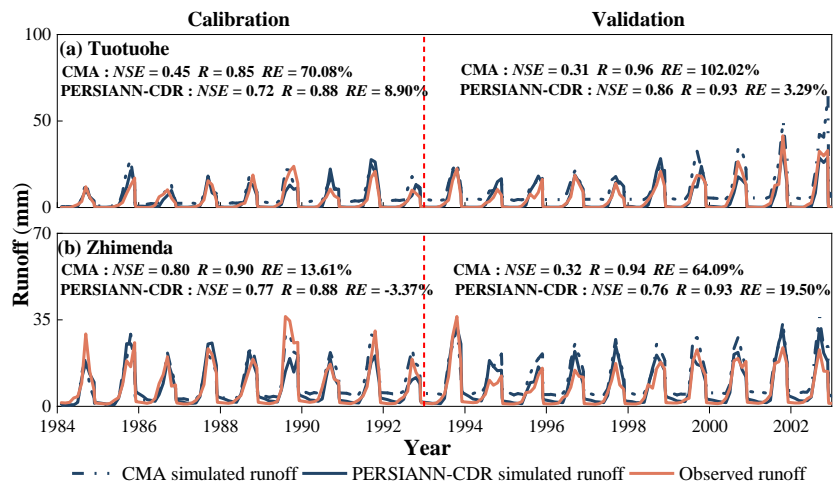 Calibration Validation
100
(a) Tuotuohe
CMA : NSE = 0.45 R = 0.85 RE = 70.08%
PERSIANN-CDR : NSE = 0.72 R = 0.88 RE = 8.90%
CMA : NSE = 0.31 R = 0.96 RE = 102.02%
PERSIANN-CDR : NSE = 0.86 R = 0.93 RE = 3.29%
50
0
Runoff (mm)
70
(b) Zhimenda
CMA : NSE = 0.80 R = 0.90 RE = 13.61%
PERSIANN-CDR : NSE = 0.77 R = 0.88 RE = -3.37%
CMA : NSE = 0.32 R = 0.94 RE = 64.09%
PERSIANN-CDR : NSE = 0.76 R = 0.93 RE = 19.50%
35
0
1984 1986 1988 1990 1992 1994 1996 1998 2000 2002
Year
CMA simulated runoff PERSIANN-CDR simulated runoff Observed runoff